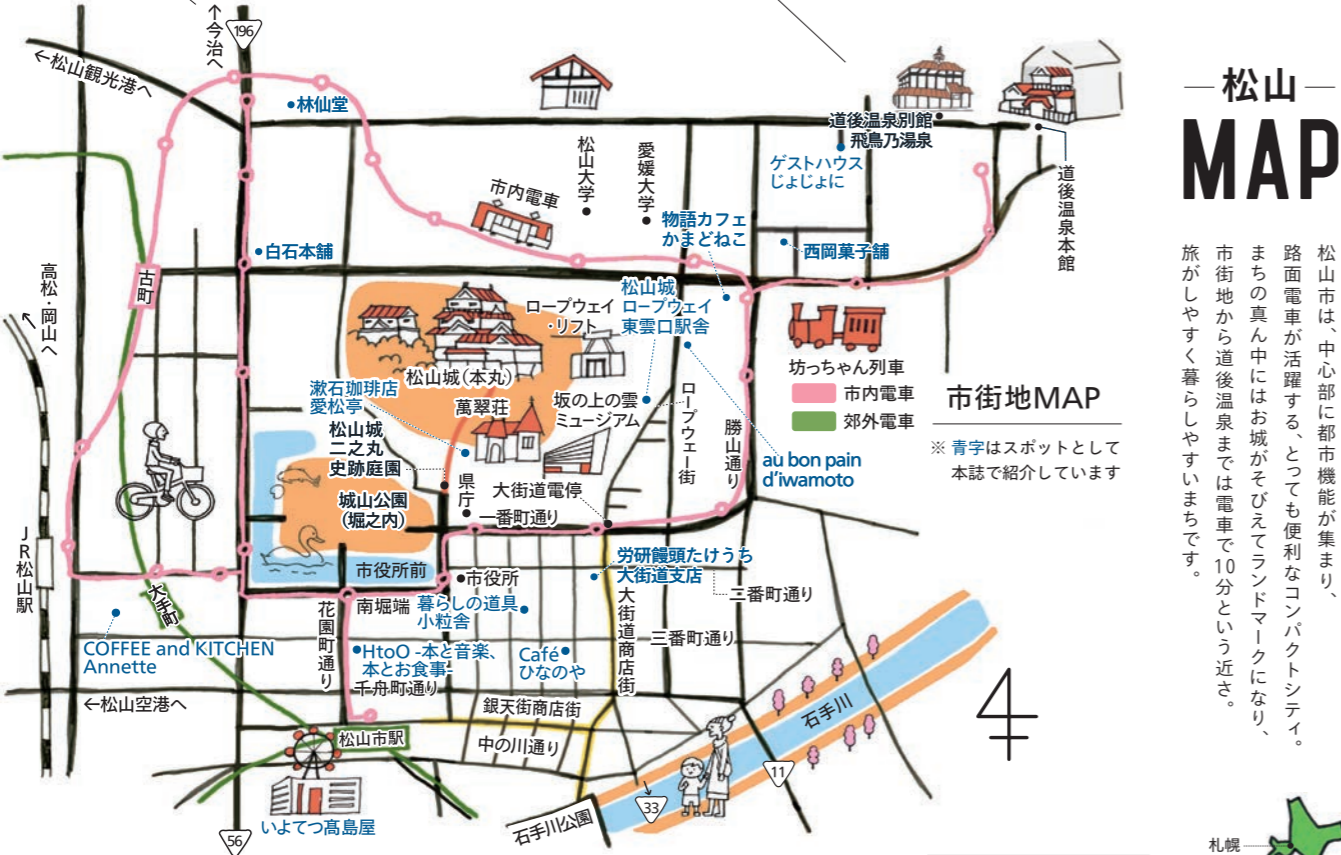 松山
MAP
松山市は、中心部に都市機能が集まり、
路面電車が活躍する、とっても便利なコンパクトシティ。
まちの真ん中にはお城がそびえてランドマークになり、
市街地から道後温泉までは電車で10分という近さ。
旅がしやすく暮らしやすいまちです。
↑今治へ
196
←松山観光港へ
林仙堂
道後温泉別館
飛鳥乃湯泉
ゲストハウス
じょじょに
道後温泉本館
松山大学
愛媛大学
市内電車
物語カフェ
かまどねこ
西岡菓子舗
白石本舗
古町
高松・岡山へ
ロープウェイ
・リフト
松山城
ロープウェイ
東雲口駅舎
坊っちゃん列車
市内電車
郊外電車
市街地MAP
※ 青字はスポットとして
本誌で紹介しています
松山城(本丸)
漱石珈琲店
愛松亭
萬翠荘
坂の上の雲
ミュージアム
ロープウェー街
勝山通り
au bon pain
d'iwamoto
松山城
二之丸
史跡庭園
県庁
大街道電停
一番町通り
城山公園
(堀之内)
JR松山駅
市役所前
市役所
労研饅頭たけうち
大街道支店
二番町通り
大手町
花園町通り
南堀端
暮らしの道具
小粒舎
大街道商店街
三番町通り
COFFEE and KITCHEN
Annette
HtoO -本と音楽、
本とお食事-
Café
ひなのや
千舟町通り
←松山空港へ
銀天街商店街
石手川
4
松山市駅
中の川通り
11
33
いよてつ髙島屋
石手川公園
56
札幌